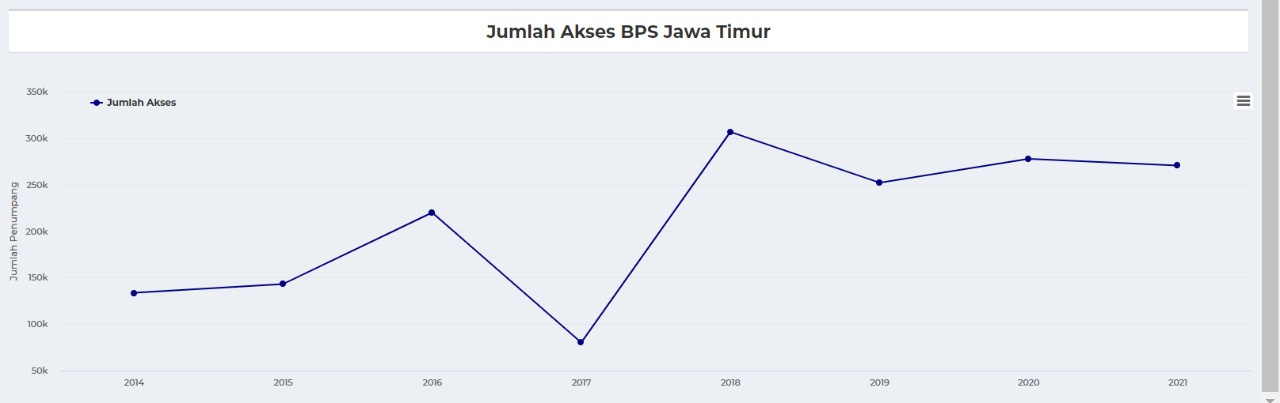 Jumlah Akses BPS Jawa Timur
Jumlah Akses
Jumlah Penumpang
350k
300k
250k
200k
150k
100k
50k
2014 2015 2016 2017 2018 2019 2020 2021